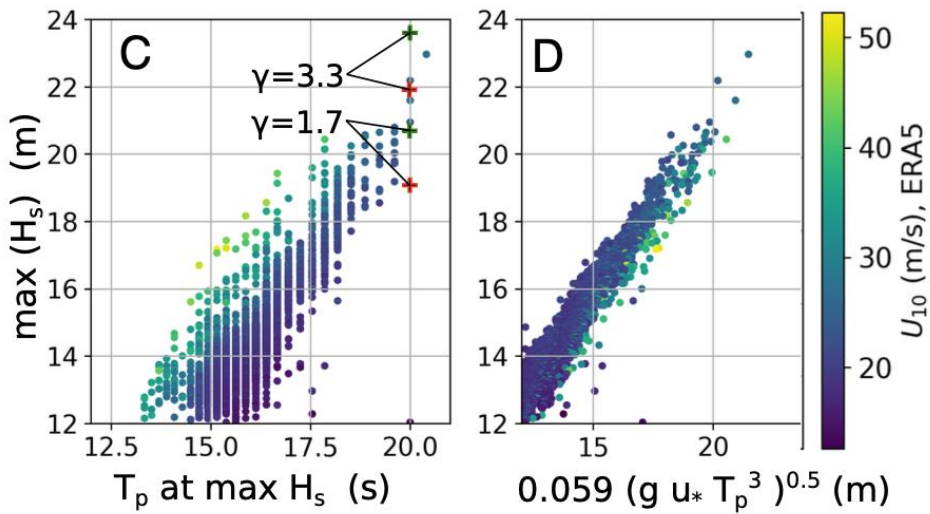 C
max (Hₛ) (m)
24
22
20
18
16
14
12
γ=3.3
γ=1.7
12.5 15.0 17.5 20.0
Tₚ at max Hₛ (s)
D
24
22
20
18
16
14
12
15 20
0.059 (g u* Tₚ³ )⁰·⁵ (m)
50
40
30
20
U₁₀ (m/s), ERA5